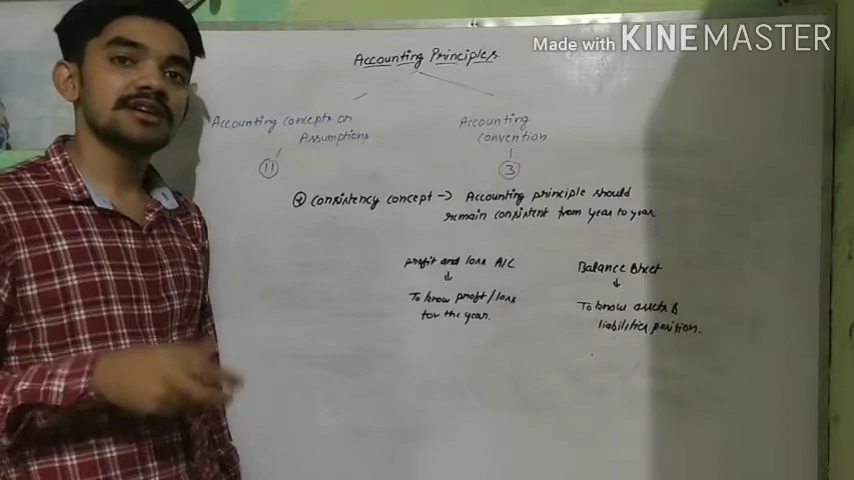 Made with KINEMASTER
Accounting Principles
Accounting Concepts or
Assumptions
11
Accounting
Convention
3
Consistency concept → Accounting principle should
remain consistent from year to year
profit and loss A/C
↓
To know profit/loss
for the year.
Balance Sheet
↓
To know assets &
liabilities position.